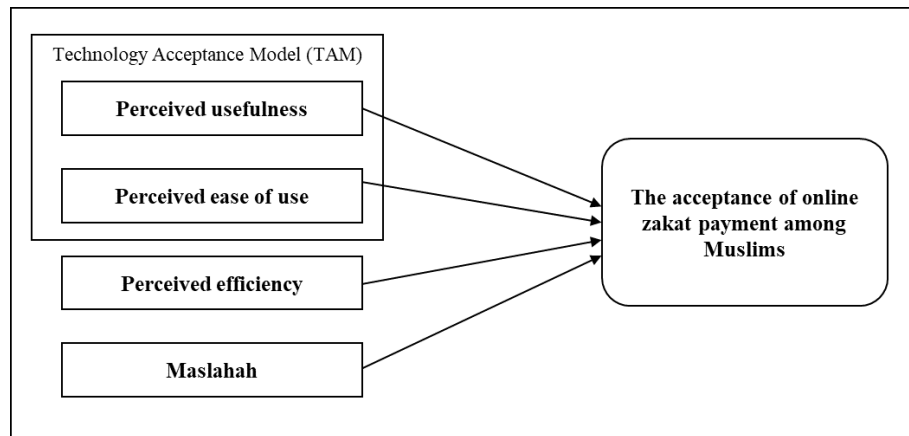 Technology Acceptance Model (TAM)
Perceived usefulness
Perceived ease of use
Perceived efficiency
Maslahah
The acceptance of online
zakat payment among
Muslims